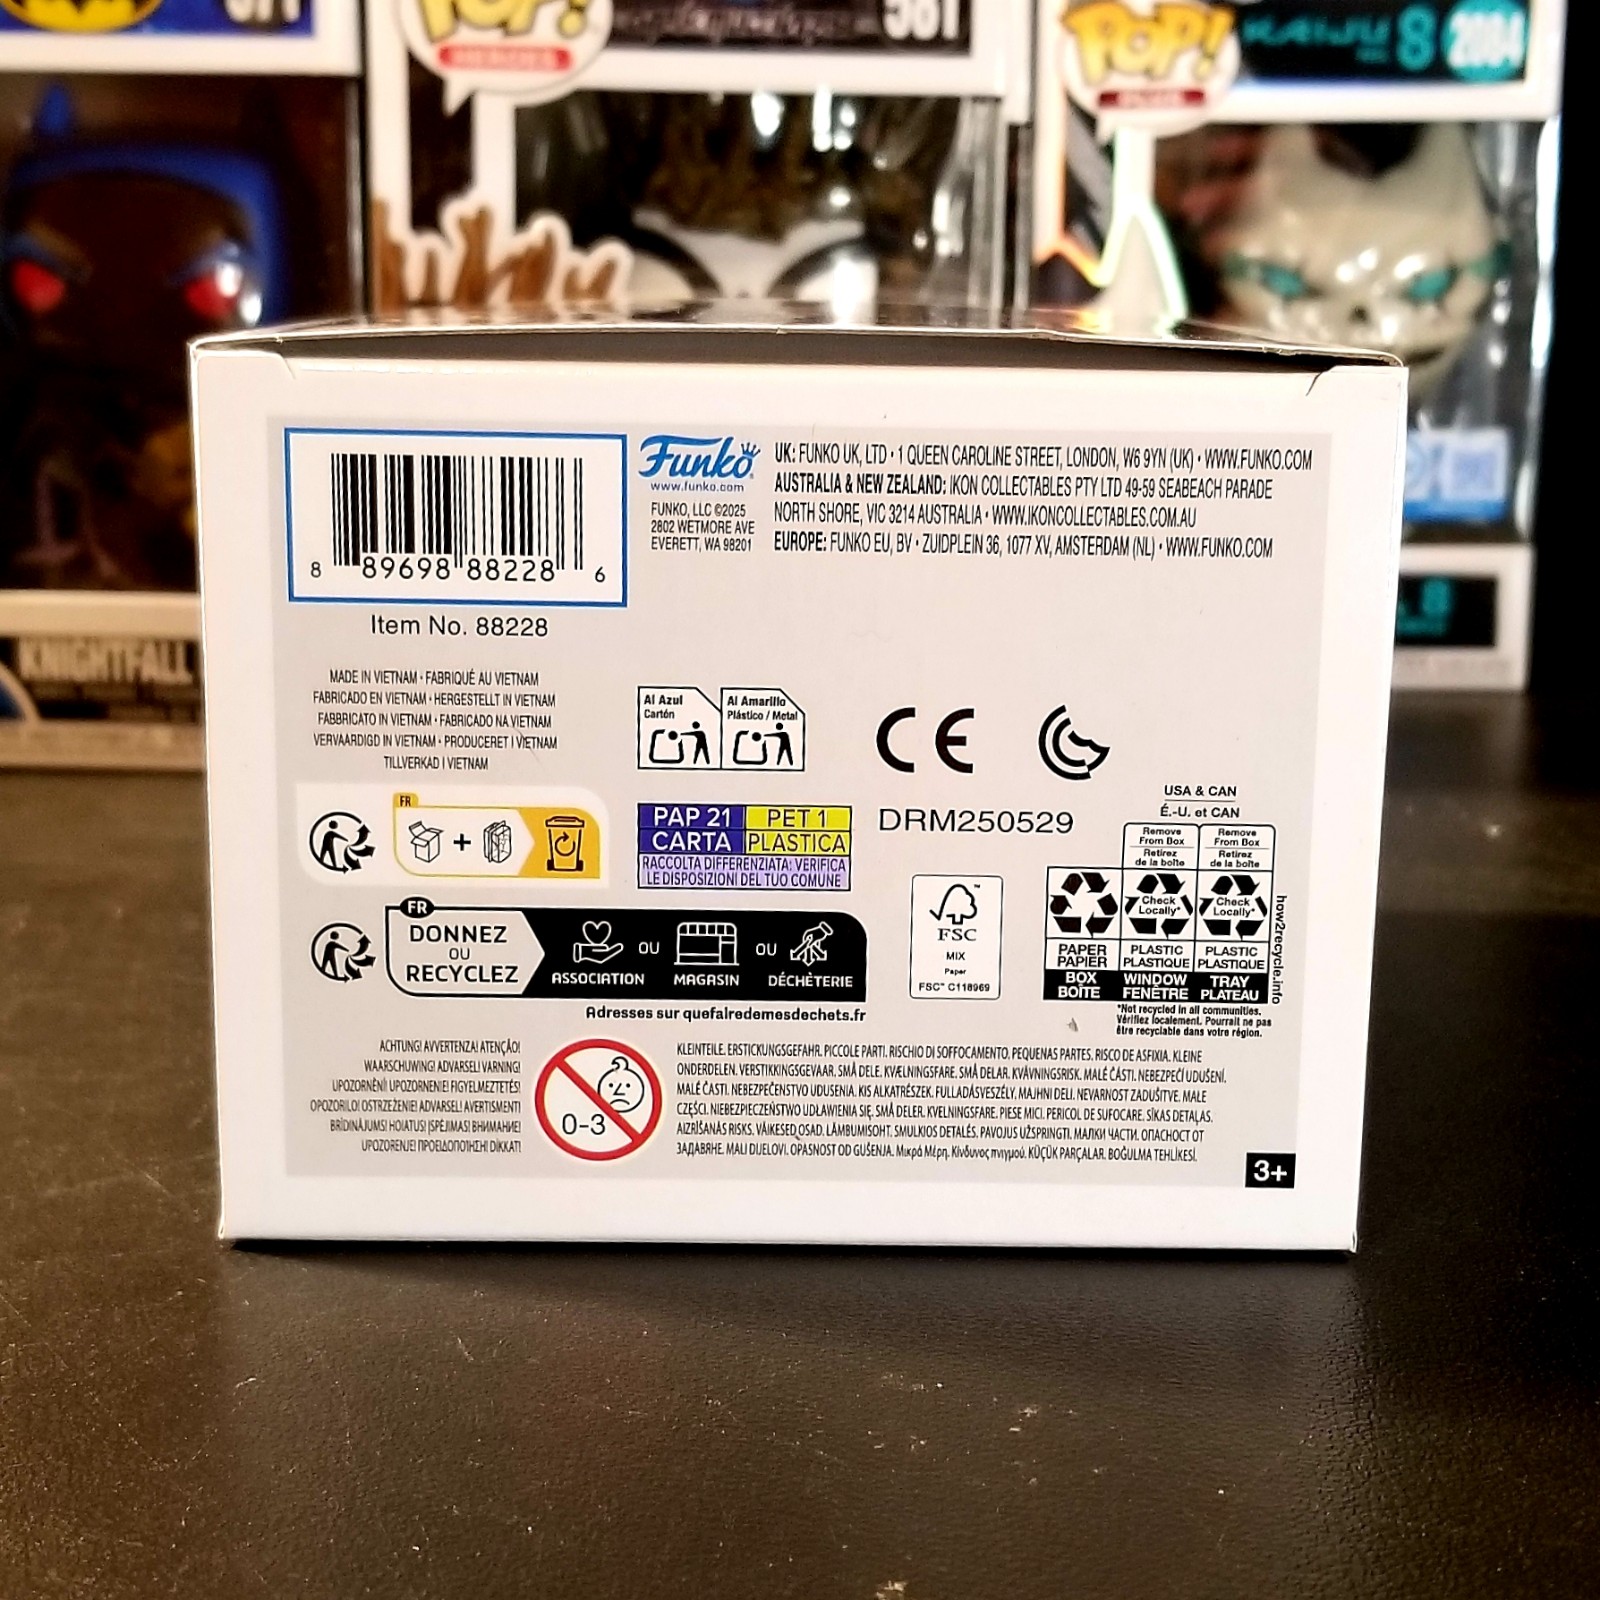 POP!
HEROES
581
POP!
PLUS
KAIJU
NO. 8
2084
KNIGHTFALL
8 89698 88228 6
Item No. 88228
Funko
www.funko.com
FUNKO, LLC ©2025
2802 WETMORE AVE
EVERETT, WA 98201
UK: FUNKO UK, LTD • 1 QUEEN CAROLINE STREET, LONDON, W6 9YN (UK) • WWW.FUNKO.COM
AUSTRALIA & NEW ZEALAND: IKON COLLECTABLES PTY LTD 49-59 SEABEACH PARADE
NORTH SHORE, VIC 3214 AUSTRALIA • WWW.IKONCOLLECTABLES.COM.AU
EUROPE: FUNKO EU, BV • ZUIDPLEIN 36, 1077 XV, AMSTERDAM (NL) • WWW.FUNKO.COM
MADE IN VIETNAM • FABRIQUÉ AU VIETNAM
FABRICADO EN VIETNAM • HERGESTELLT IN VIETNAM
FABBRICATO IN VIETNAM • FABRICADO NA VIETNAM
VERVAARDIGD IN VIETNAM • PRODUCERET I VIETNAM
TILLVERKAD I VIETNAM
Al Azul
Cartón
Al Amarillo
Plástico / Metal
CE
FR
+
PAP 21
CARTA
PET 1
PLASTICA
RACCOLTA DIFFERENZIATA: VERIFICA
LE DISPOSIZIONI DEL TUO COMUNE
DRM250529
FSC
MIX
Paper
FSC™ C118969
USA & CAN
É.-U. et CAN
Remove
From Box
Retirez
de la boîte
Remove
From Box
Retirez
de la boîte
Check
Locally*
Check
Locally*
PAPER
PAPIER
PLASTIC
PLASTIQUE
PLASTIC
PLASTIQUE
BOX
BOÎTE
WINDOW
FENÊTRE
TRAY
PLATEAU
how2recycle.info
*Not recycled in all communities.
Vérifiez localement. Pourrait ne pas
être recyclable dans votre région.
FR
DONNEZ
OU
RECYCLEZ
ASSOCIATION
OU
MAGASIN
OU
DÉCHÈTERIE
Adresses sur quefairedemesdechets.fr
ACHTUNG! AVVERTENZA! ATENÇÃO!
WAARSCHUWING! ADVARSEL! VARNING!
UPOZORNĚNÍ! UPOZORNENIE! FIGYELMEZTETÉS!
OPOZORILO! OSTRZEŻENIE! ADVARSEL! AVERTISMENT!
BRĪDINĀJUMS! HOIATUS! ĮSPĖJIMAS! ВНИМАНИЕ!
UPOZORENJE! ΠΡΟΕΙΔΟΠΟΙΗΣΗ! DİKKAT!
0-3
KLEINTEILE. ERSTICKUNGSGEFAHR. PICCOLE PARTI. RISCHIO DI SOFFOCAMENTO. PEQUENAS PARTES. RISCO DE ASFIXIA. KLEINE
ONDERDELEN. VERSTIKKINGSGEVAAR. SMÅ DELE. KVÆLNINGSFARE. SMÅ DELAR. KVÄVNINGSRISK. MALÉ ČÁSTI. NEBEZPEČÍ UDUŠENÍ.
MALÉ ČASTI. NEBEZPEČENSTVO UDUSENIA. KIS ALKATRÉSZEK. FULLADÁSVESZÉLY. MAJHNI DELI. NEVARNOST ZADUŠITVE. MAŁE
CZĘŚCI. NIEBEZPIECZEŃSTWO UDŁAWIENIA SIĘ. SMÅ DELER. KVELNINGSFARE. PIESE MICI. PERICOL DE SUFOCARE. SĪKAS DETAĻAS.
AIZRĪŠANĀS RISKS. VÄIKESED OSAD. LÄMBUMISOHT. SMULKIOS DETALĖS. PAVOJUS UŽSPRINGTI. МАЛКИ ЧАСТИ. ОПАСНОСТ ОТ
ЗАДАВЯНЕ. MALI DIJELOVI. OPASNOST OD GUŠENJA. Μικρά Μέρη. Κίνδυνος πνιγμού. KÜÇÜK PARÇALAR. BOĞULMA TEHLİKESİ.
3+